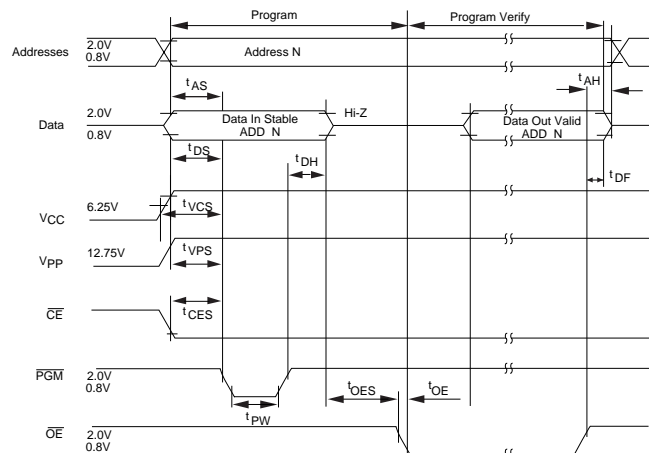 Program
Program Verify
Addresses
2.0V
0.8V
Address N
tAS
tAH
Data
2.0V
0.8V
Data In Stable
ADD N
Hi-Z
Data Out Valid
ADD N
tDS
tDH
tDF
VCC
6.25V
tVCS
VPP
12.75V
tVPS
CE
tCES
PGM
2.0V
0.8V
tPW
tOES
tOE
OE
2.0V
0.8V